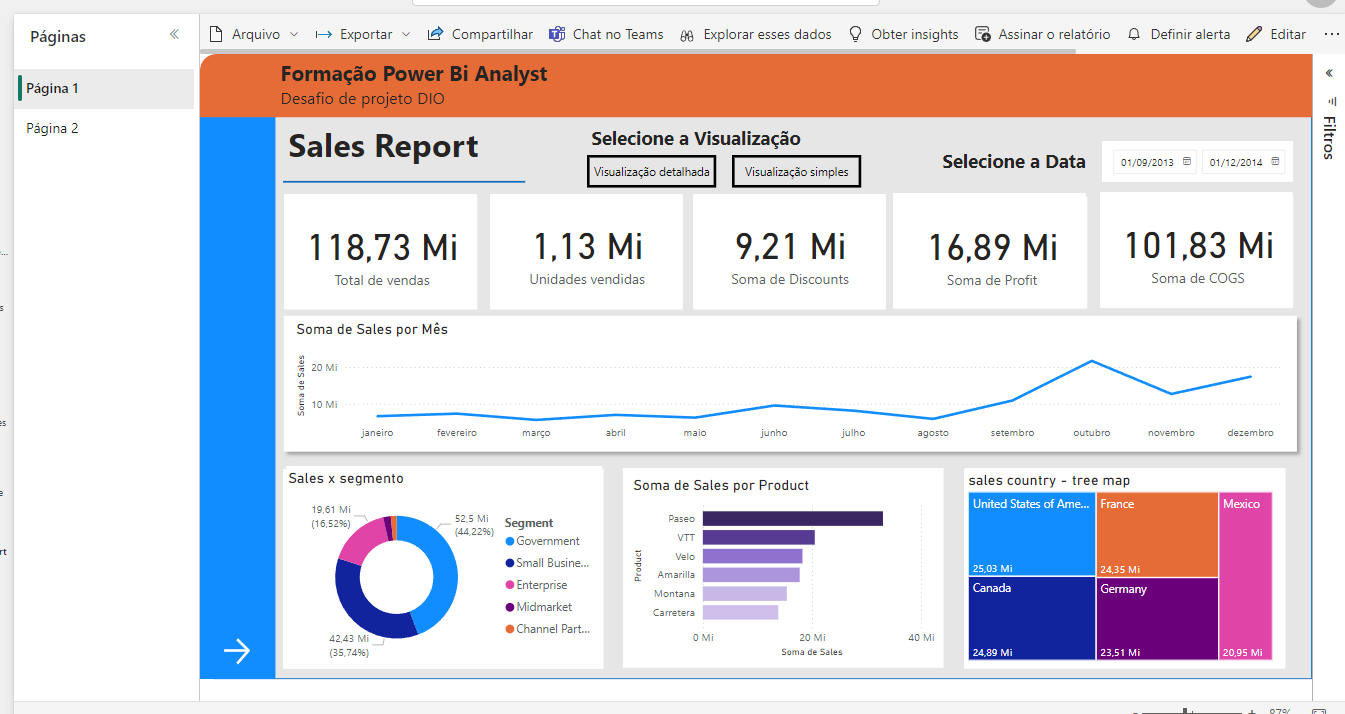 Páginas
Página 1
Página 2
Arquivo
Exportar
Compartilhar
Chat no Teams
Explorar esses dados
Obter insights
Assinar o relatório
Definir alerta
Editar
Filtros
Formação Power Bi Analyst
Desafio de projeto DIO
Sales Report
Selecione a Visualização
Visualização detalhada
Visualização simples
Selecione a Data
01/09/2013
01/12/2014
118,73 Mi
Total de vendas
1,13 Mi
Unidades vendidas
9,21 Mi
Soma de Discounts
16,89 Mi
Soma de Profit
101,83 Mi
Soma de COGS
Soma de Sales por Mês
Soma de Sales
20 Mi
10 Mi
janeiro
fevereiro
março
abril
maio
junho
julho
agosto
setembro
outubro
novembro
dezembro
Sales x segmento
19,61 Mi
(16,52%)
52,5 Mi
(44,22%)
42,43 Mi
(35,74%)
Segment
Government
Small Busine...
Enterprise
Midmarket
Channel Part...
Soma de Sales por Product
Product
Paseo
VTT
Velo
Amarilla
Montana
Carretera
0 Mi
20 Mi
40 Mi
Soma de Sales
sales country - tree map
United States of Ame...
25,03 Mi
France
24,35 Mi
Mexico
20,95 Mi
Canada
24,89 Mi
Germany
23,51 Mi
87%